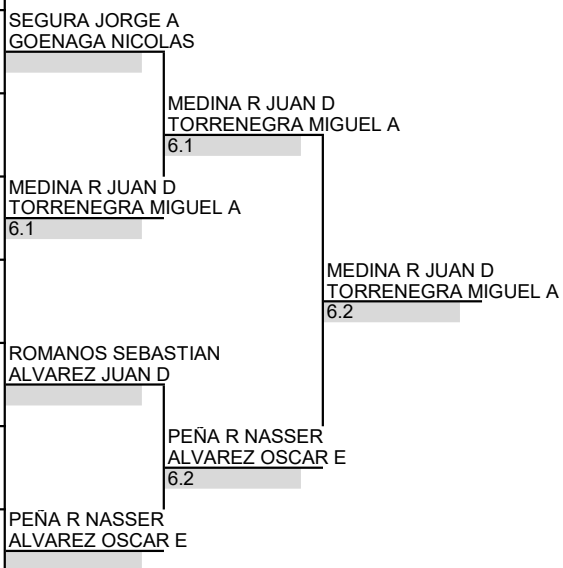 SEGURA JORGE A
GOENAGA NICOLAS
MEDINA R JUAN D
TORRENEGRA MIGUEL A
6.1
MEDINA R JUAN D
TORRENEGRA MIGUEL A
6.1
MEDINA R JUAN D
TORRENEGRA MIGUEL A
6.2
ROMANOS SEBASTIAN
ALVAREZ JUAN D
PEÑA R NASSER
ALVAREZ OSCAR E
6.2
PEÑA R NASSER
ALVAREZ OSCAR E